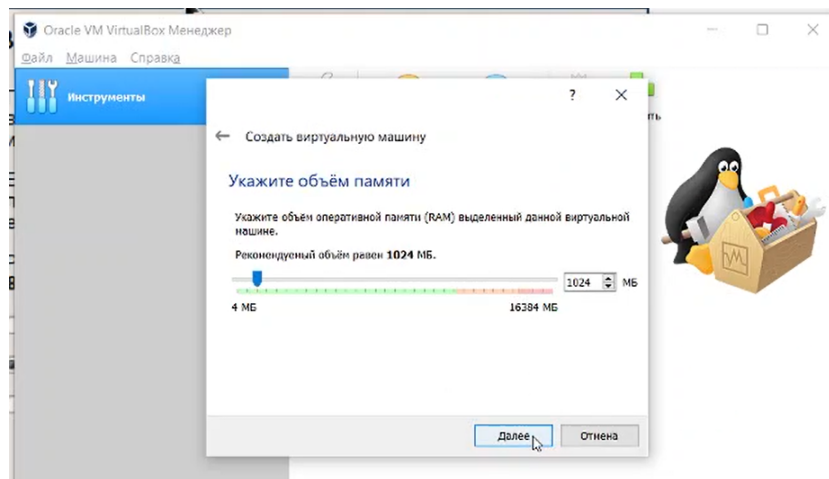 Oracle VM VirtualBox Менеджер
Файл Машина Справка
Инструменты
?
Создать виртуальную машину
Укажите объём памяти
Укажите объём оперативной памяти (RAM) выделенный данной виртуальной
машине.
Рекомендуемый объём равен 1024 МБ.
1024 МБ
4 МБ 16384 МБ
Далее Отмена